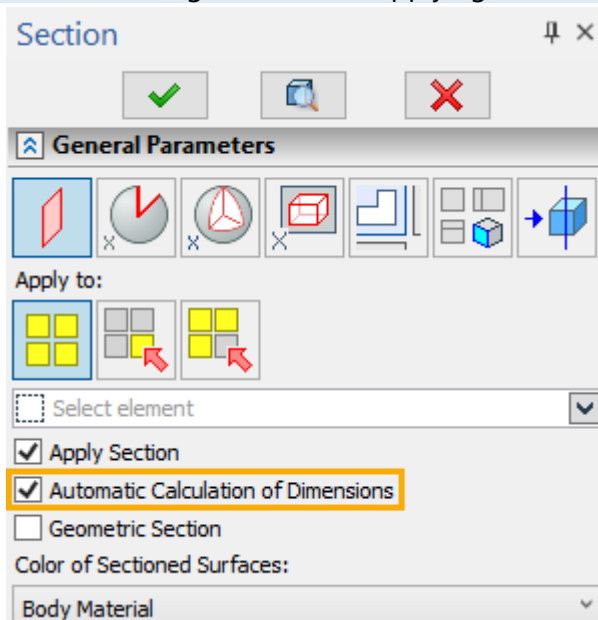 Section
General Parameters
x
x
x
Apply to:
Select element
Apply Section
Automatic Calculation of Dimensions
Geometric Section
Color of Sectioned Surfaces:
Body Material